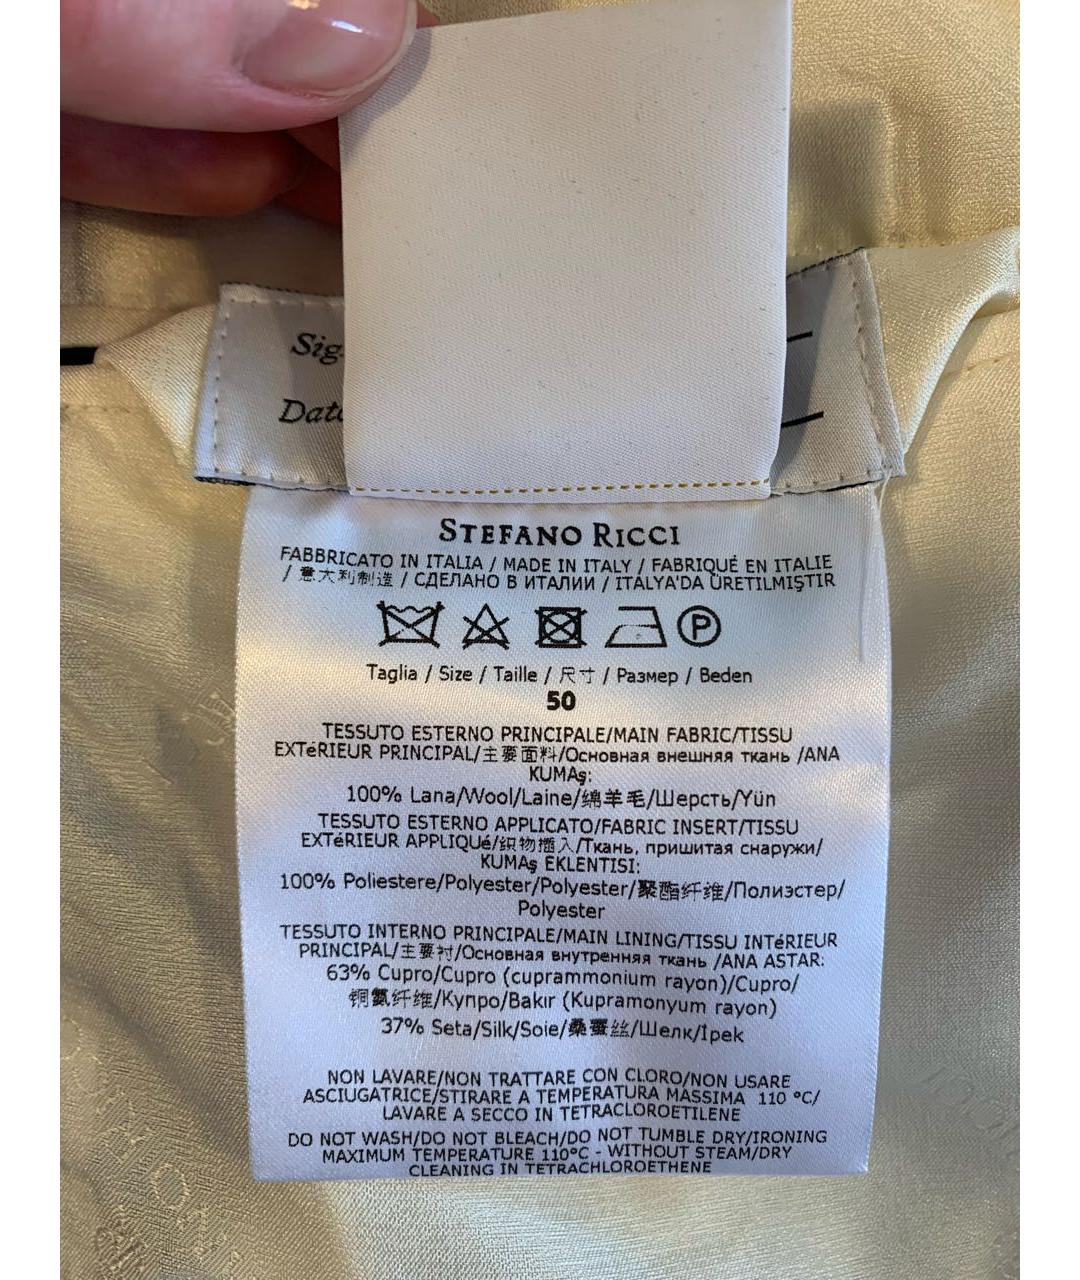 Sig
Date
STEFANO RICCI
FABBRICATO IN ITALIA / MADE IN ITALY / FABRIQUÉ EN ITALIE
/ 意大利制造 / СДЕЛАНО В ИТАЛИИ / ITALYA'DA ÜRETILMIŞTIR
P
Taglia / Size / Taille / 尺寸 / Размер / Beden
50
TESSUTO ESTERNO PRINCIPALE/MAIN FABRIC/TISSU
EXTéRIEUR PRINCIPAL/主要面料/Основная внешняя ткань /ANA
KUMAş:
100% Lana/Wool/Laine/绵羊毛/Шерсть/Yün
TESSUTO ESTERNO APPLICATO/FABRIC INSERT/TISSU
EXTéRIEUR APPLIQUé/织物插入/Ткань, пришитая снаружи/
KUMAş EKLENTISI:
100% Poliestere/Polyester/Polyester/聚酯纤维/Полиэстер/
Polyester
TESSUTO INTERNO PRINCIPALE/MAIN LINING/TISSU INTéRIEUR
PRINCIPAL/主要衬/Основная внутренняя ткань /ANA ASTAR:
63% Cupro/Cupro (cuprammonium rayon)/Cupro/
铜氨纤维/Купро/Bakır (Kupramonyum rayon)
37% Seta/Silk/Soie/桑蚕丝/Шелк/İpek
NON LAVARE/NON TRATTARE CON CLORO/NON USARE
ASCIUGATRICE/STIRARE A TEMPERATURA MASSIMA 110 °C/
LAVARE A SECCO IN TETRACLOROETILENE
DO NOT WASH/DO NOT BLEACH/DO NOT TUMBLE DRY/IRONING
MAXIMUM TEMPERATURE 110°C - WITHOUT STEAM/DRY
CLEANING IN TETRACHLOROETHENE